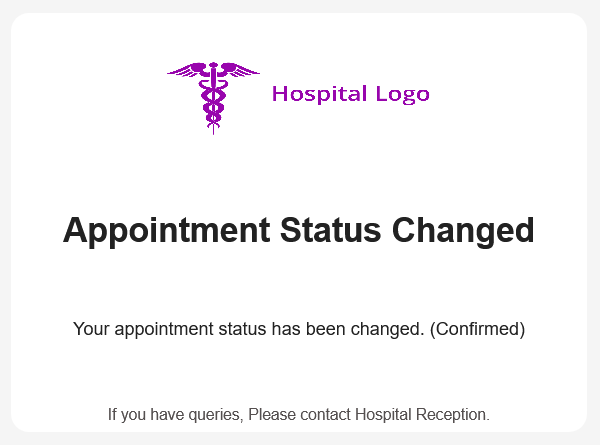 Hospital Logo
Appointment Status Changed
Your appointment status has been changed. (Confirmed)
If you have queries, Please contact Hospital Reception.